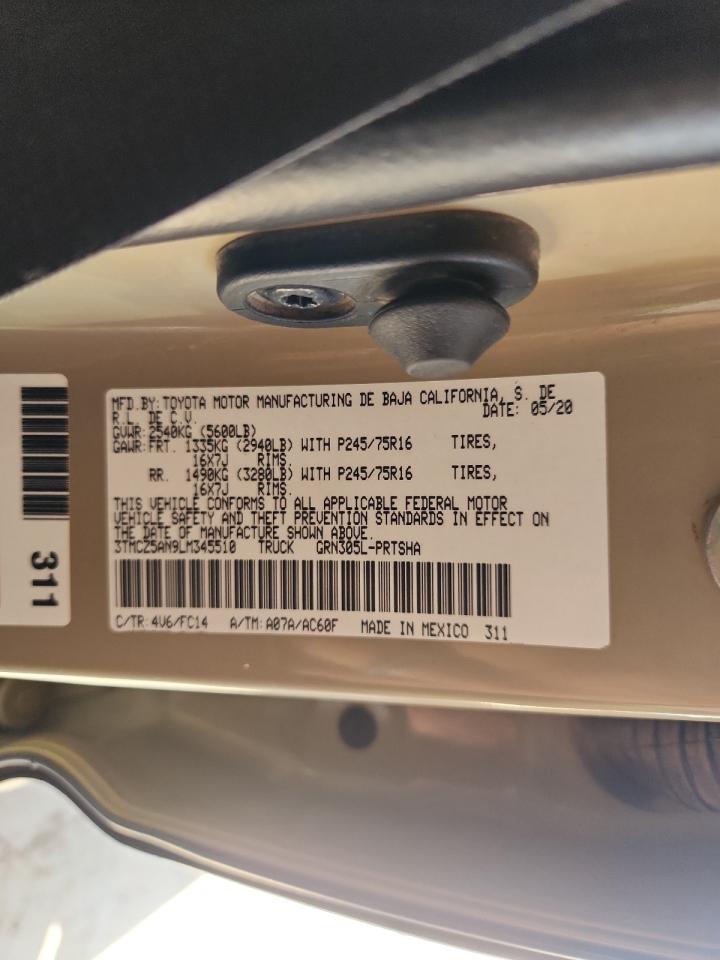 MFD.BY:TOYOTA MOTOR MANUFACTURING DE BAJA CALIFORNIA, S. DE
R.L. DE C.V. DATE: 05/20
GVWR:2540KG (5600LB)
GAWR:FRT. 1335KG (2940LB) WITH P245/75R16 TIRES,
16X7J RIMS.
RR. 1490KG (3280LB) WITH P245/75R16 TIRES,
16X7J RIMS.
THIS VEHICLE CONFORMS TO ALL APPLICABLE FEDERAL MOTOR
VEHICLE SAFETY AND THEFT PREVENTION STANDARDS IN EFFECT ON
THE DATE OF MANUFACTURE SHOWN ABOVE.
3TMCZ5AN9LM345510 TRUCK GRN305L-PRTSHA
C/TR:4V6/FC14 A/TM:A07A/AC60F MADE IN MEXICO 311
311